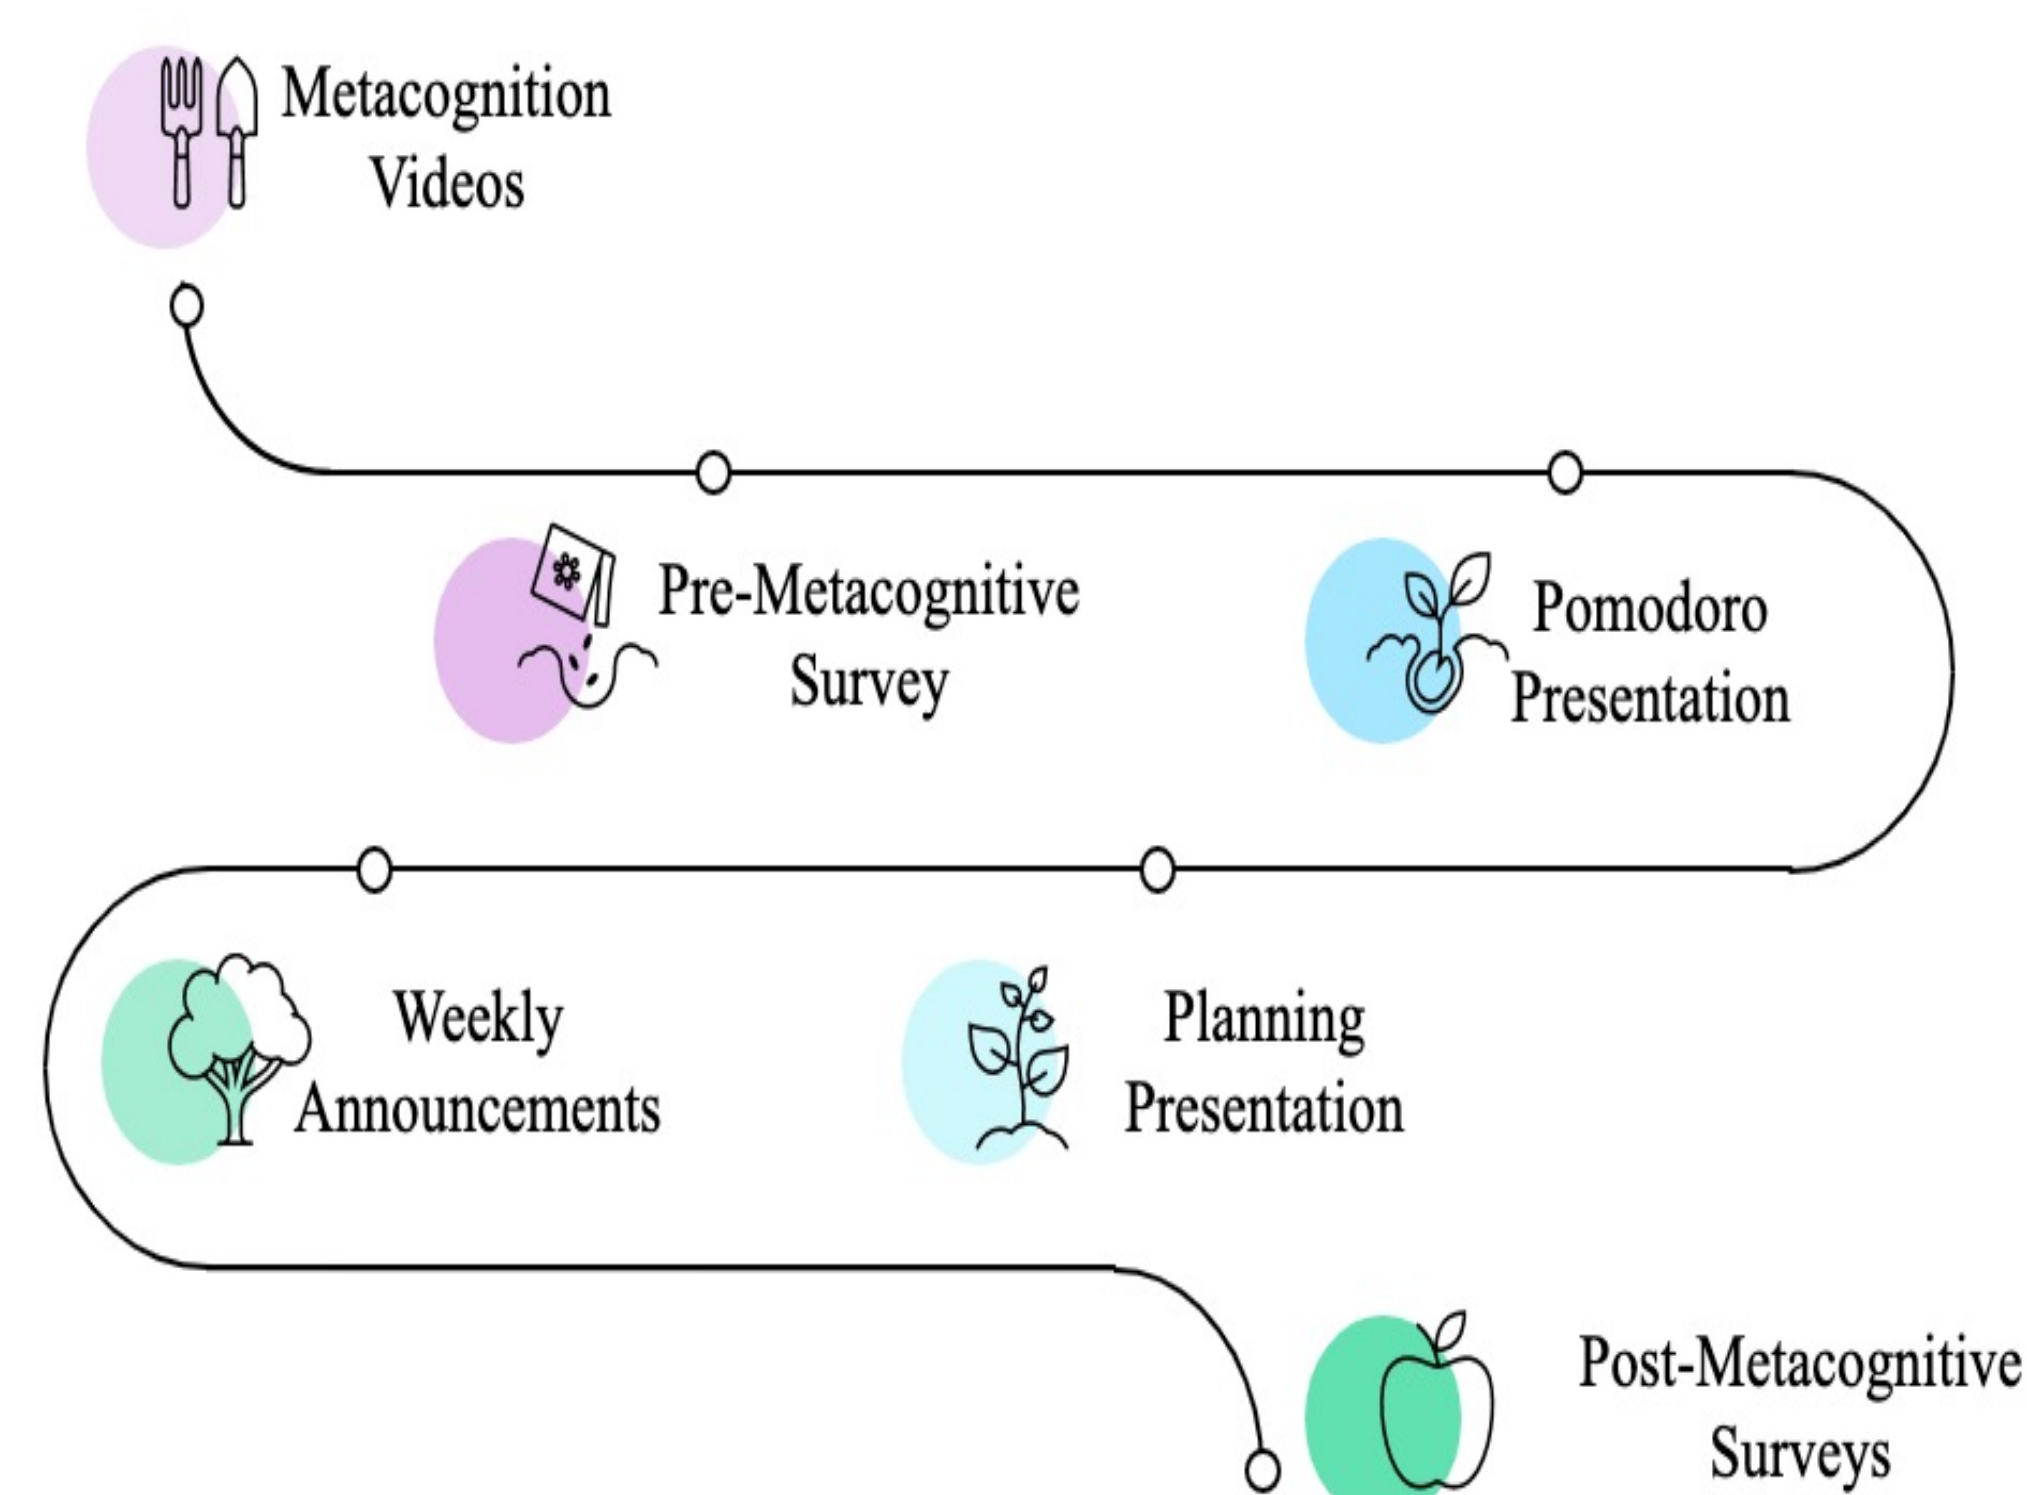 Metacognition
Videos
Pre-Metacognitive
Survey
Pomodoro
Presentation
Weekly
Announcements
Planning
Presentation
Post-Metacognitive
Surveys